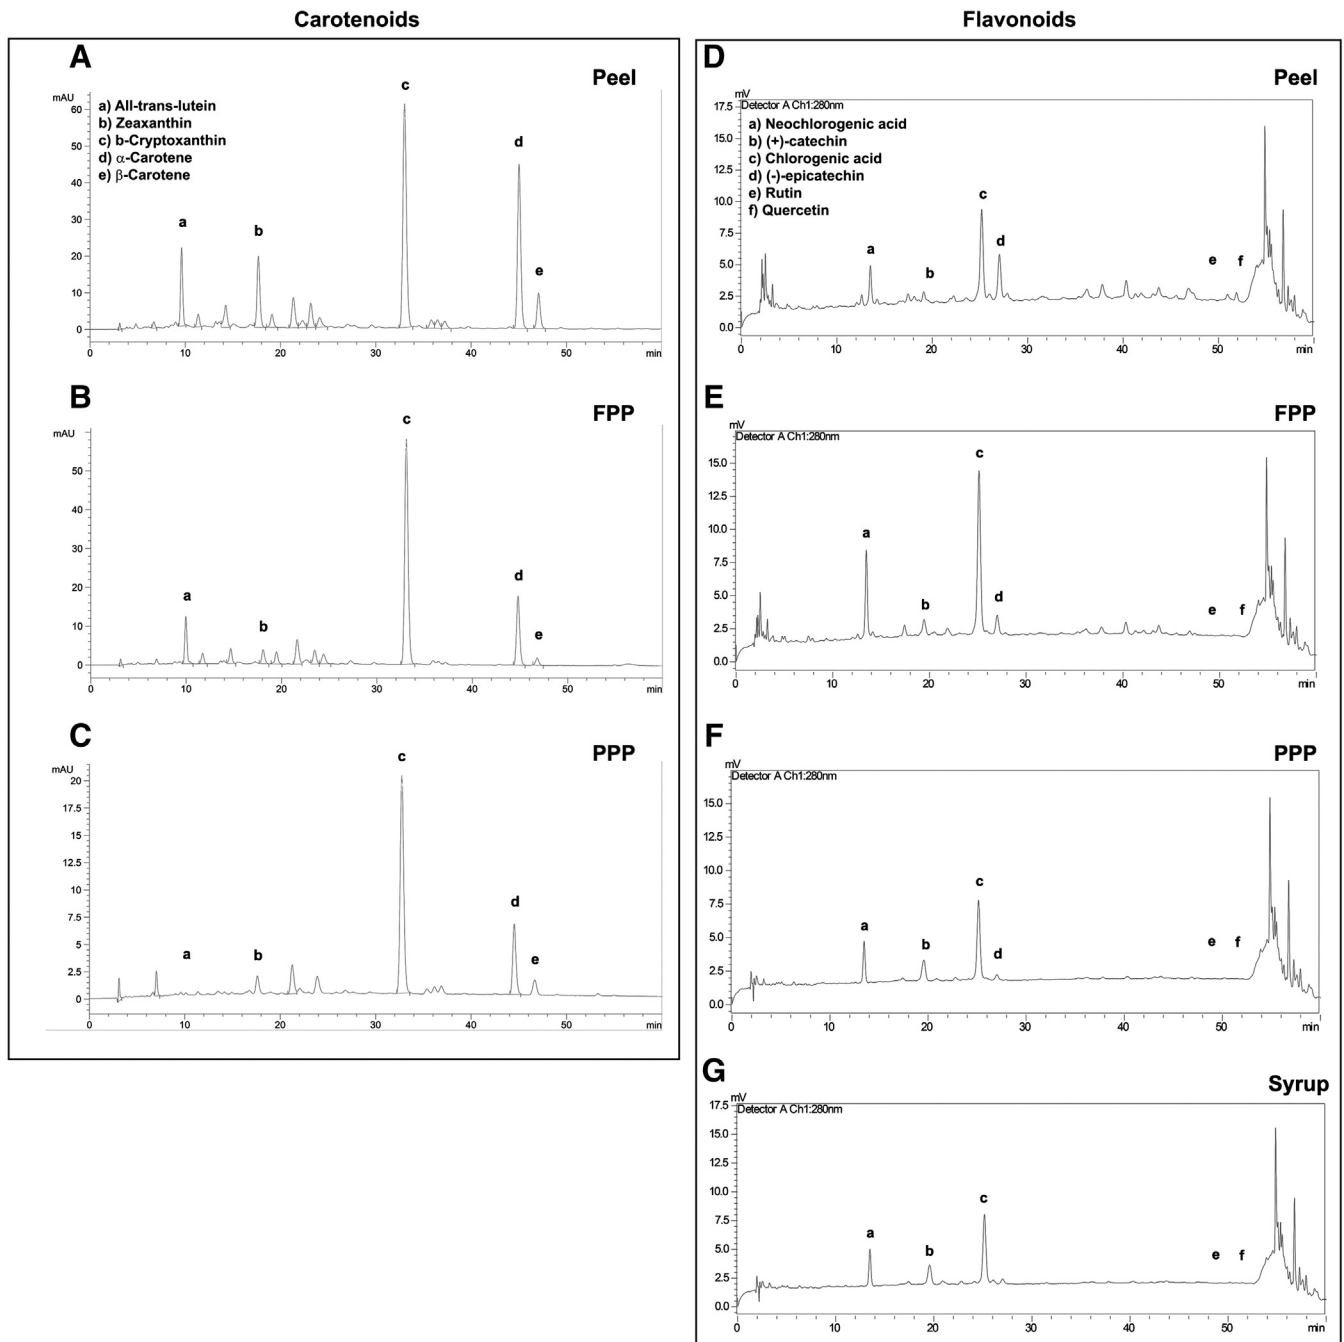 Carotenoids
Flavonoids
A
Peel
mAU
a) All-trans-lutein
b) Zeaxanthin
c) b-Cryptoxanthin
d) α-Carotene
e) β-Carotene
60
50
40
30
20
10
0
a
b
c
d
e
0 10 20 30 40 50 min
B
FPP
mAU
50
40
30
20
10
0
a
b
c
d
e
0 10 20 30 40 50 min
C
PPP
mAU
20
17.5
15
12.5
10
7.5
5
2.5
0
a
b
c
d
e
0 10 20 30 40 50 min
D
Peel
mV
Detector A Ch1:280nm
a) Neochlorogenic acid
b) (+)-catechin
c) Chlorogenic acid
d) (-)-epicatechin
e) Rutin
f) Quercetin
17.5
15.0
12.5
10.0
7.5
5.0
2.5
0.0
a
b
c
d
e
f
0 10 20 30 40 50 min
E
FPP
mV
Detector A Ch1:280nm
15.0
12.5
10.0
7.5
5.0
2.5
0.0
a
b
c
d
e
f
0 10 20 30 40 50 min
F
PPP
mV
Detector A Ch1:280nm
15.0
12.5
10.0
7.5
5.0
2.5
0.0
a
b
c
d
e
f
0 10 20 30 40 50 min
G
Syrup
mV
Detector A Ch1:280nm
17.5
15.0
12.5
10.0
7.5
5.0
2.5
0.0
a
b
c
e
f
0 10 20 30 40 50 min